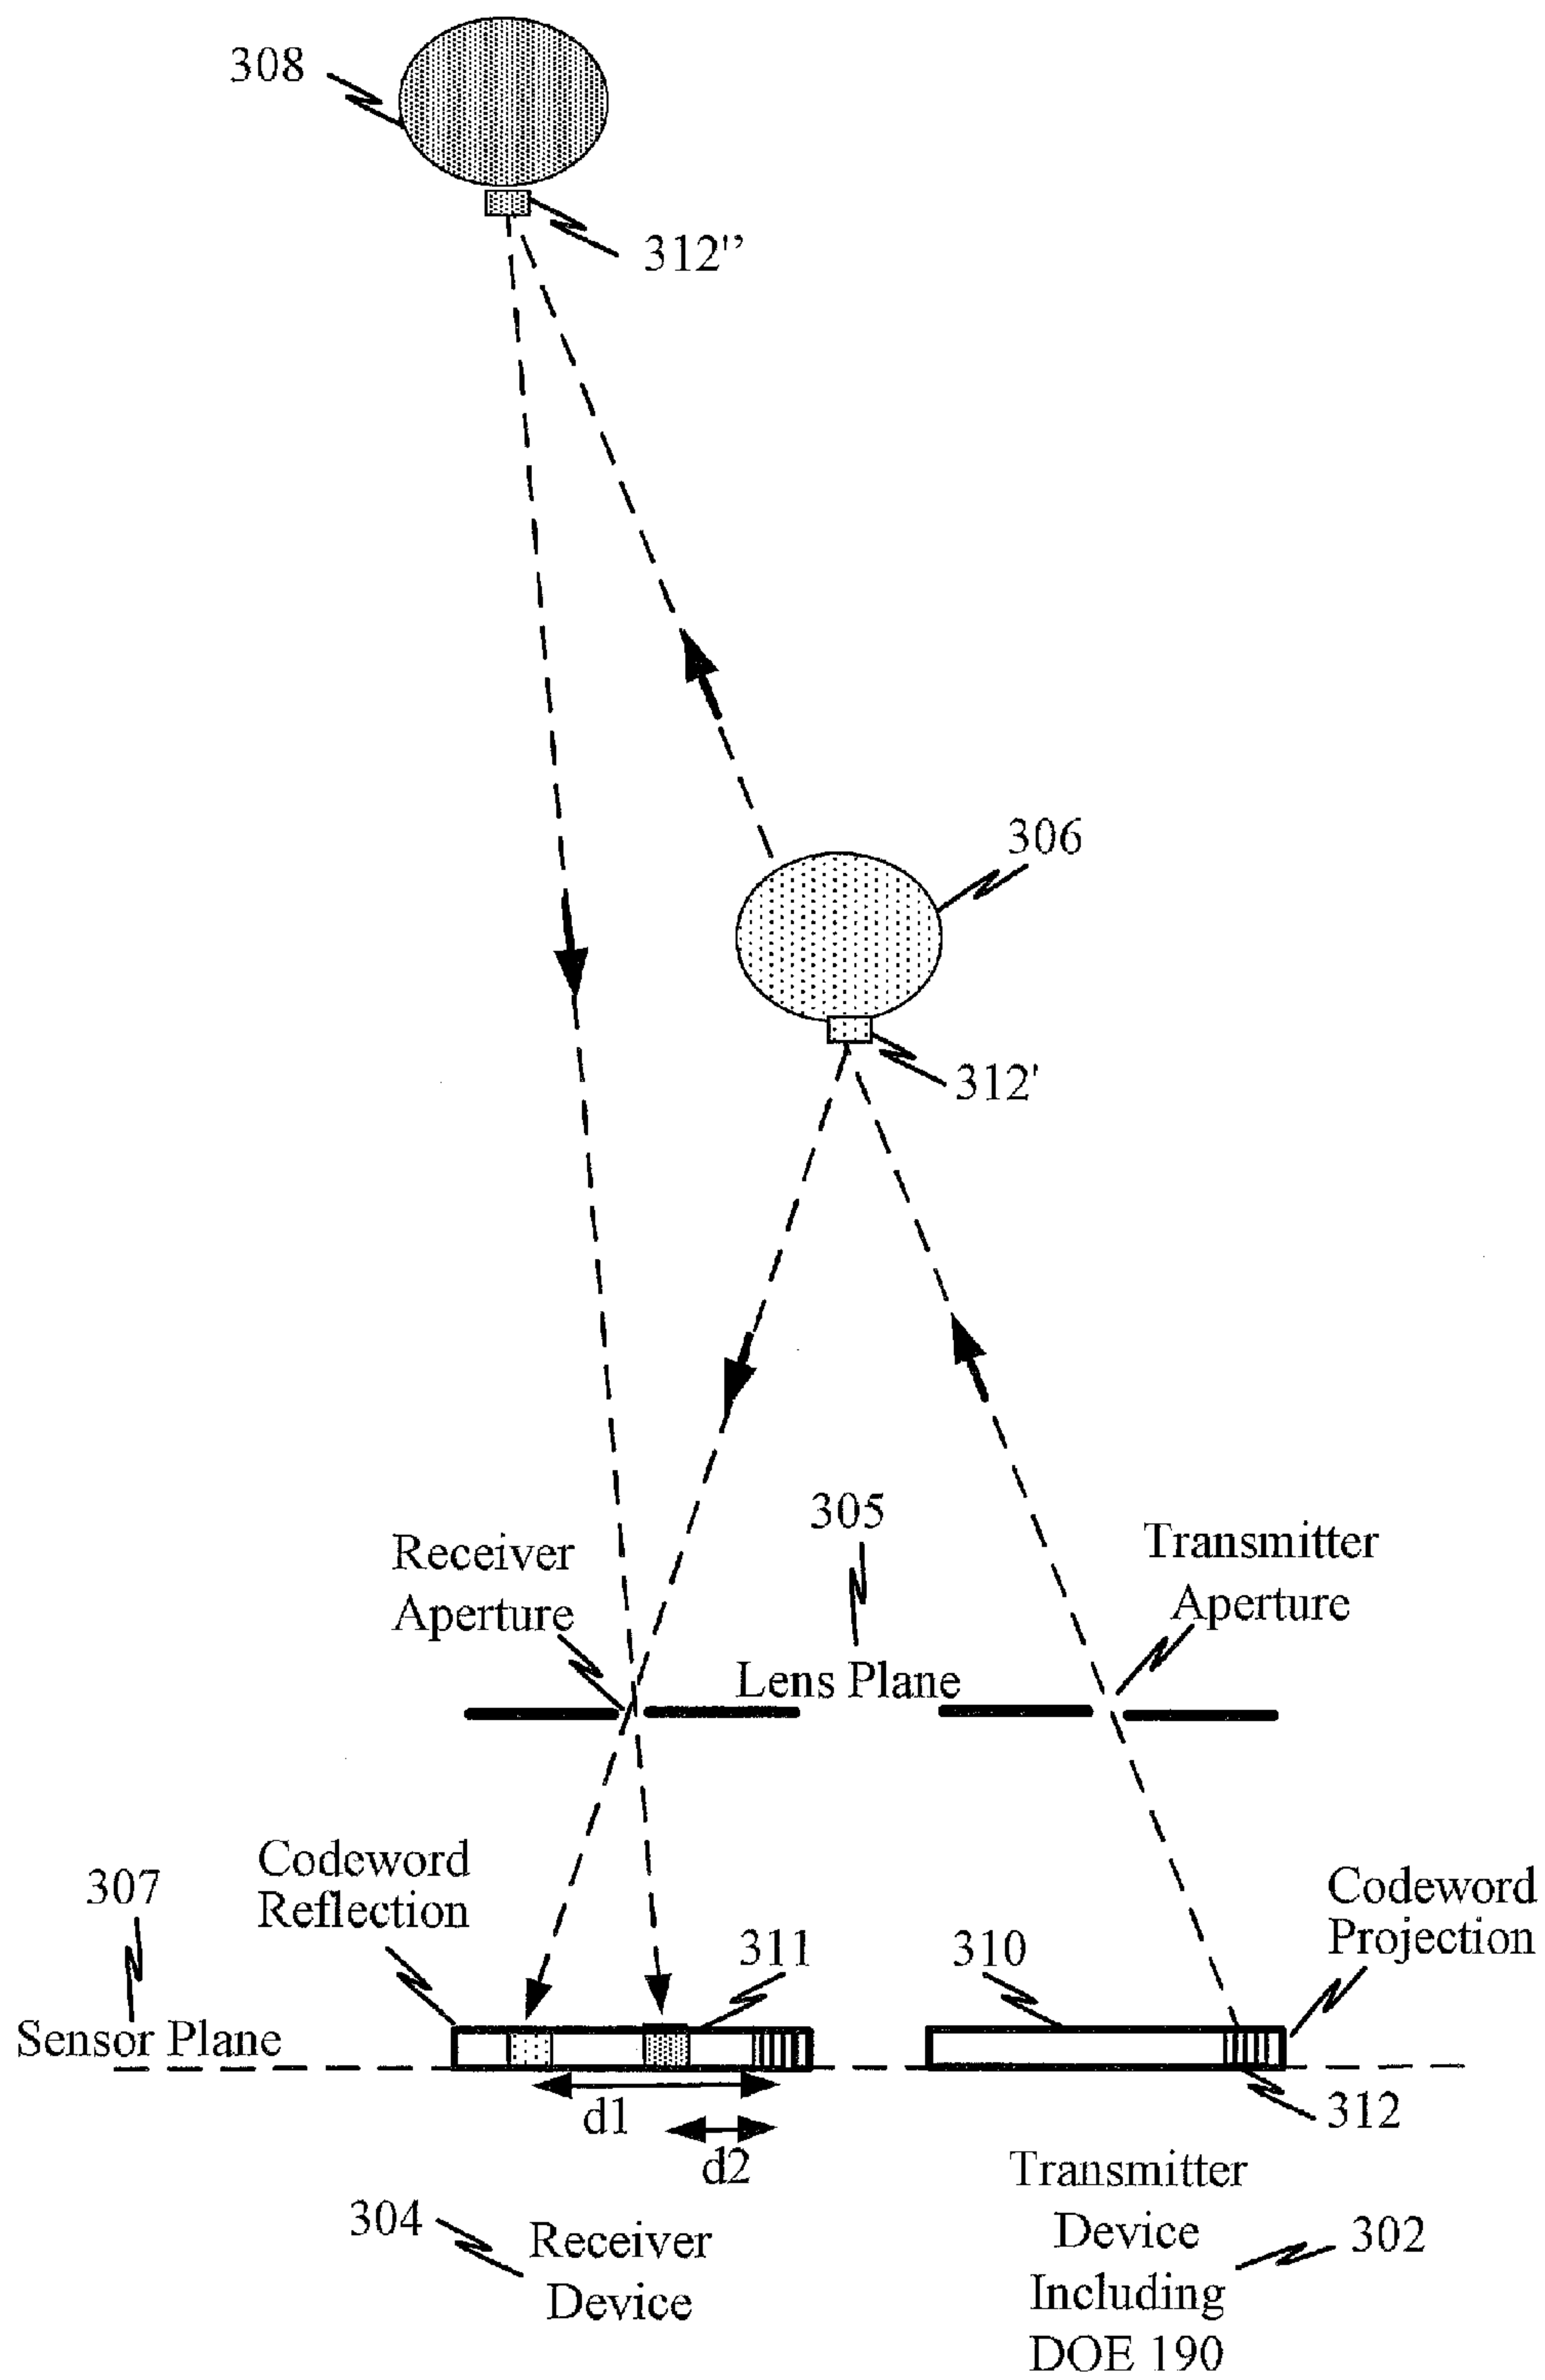 308
312''
306
312'
305
Receiver
Aperture
Transmitter
Aperture
Lens Plane
Codeword
Reflection
307
Sensor Plane
311
310
Codeword
Projection
d1
d2
312
304
Receiver
Device
Transmitter
Device
Including
DOE 190
302